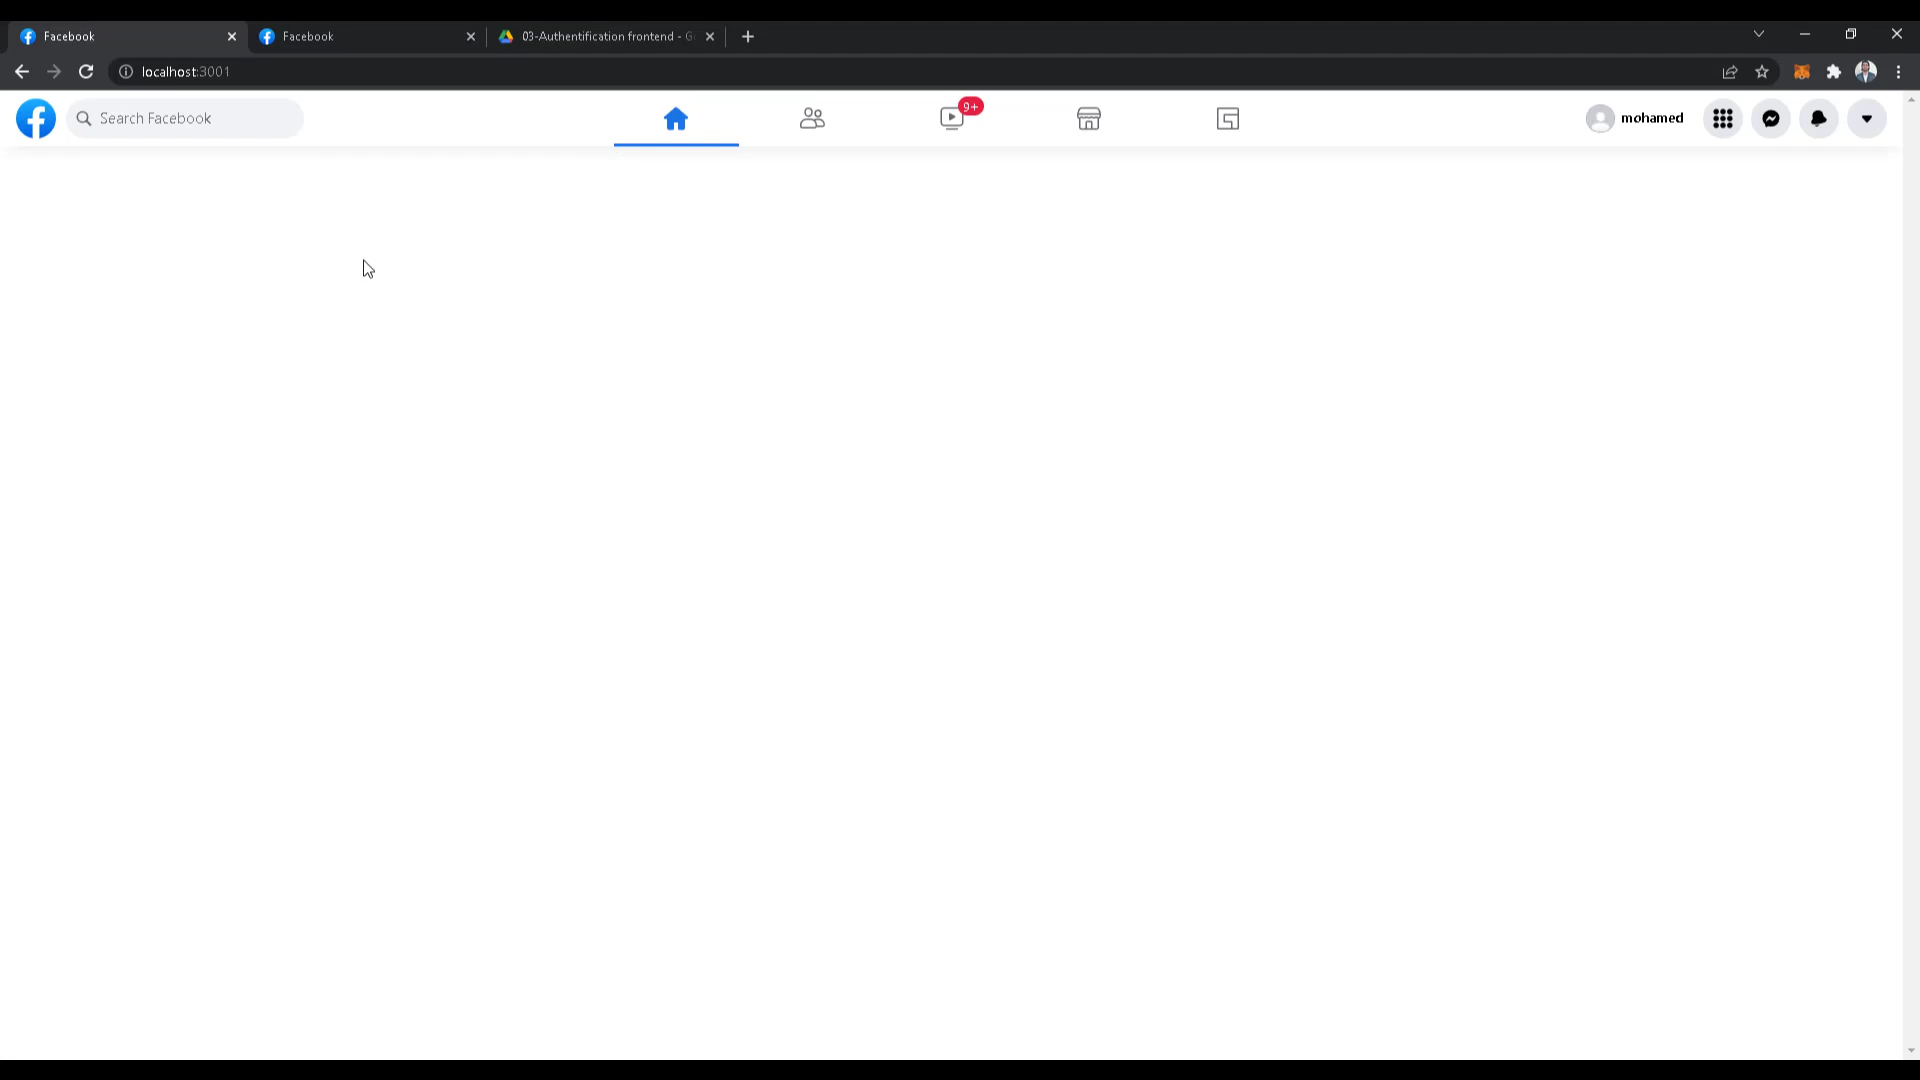 Facebook
Facebook
03-Authentification frontend - G
localhost:3001
Search Facebook
9+
mohamed